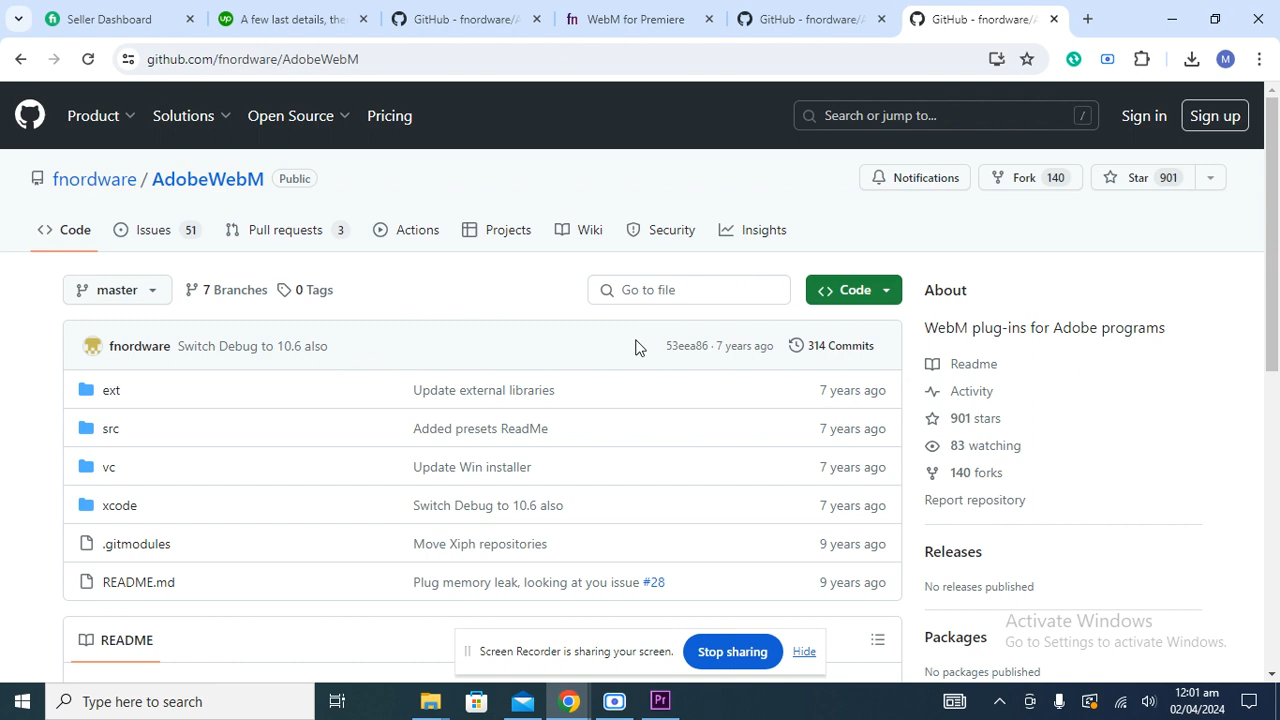 Seller Dashboard
A few last details, the
GitHub - fnordware/A
WebM for Premiere
GitHub - fnordware/A
GitHub - fnordware/A
github.com/fnordware/AdobeWebM
M
Product
Solutions
Open Source
Pricing
Search or jump to...
/
Sign in
Sign up
fnordware / AdobeWebM
Public
Notifications
Fork 140
Star 901
Code
Issues 51
Pull requests 3
Actions
Projects
Wiki
Security
Insights
master
7 Branches
0 Tags
Go to file
Code
About
fnordware Switch Debug to 10.6 also
53eea86 · 7 years ago
314 Commits
WebM plug-ins for Adobe programs
ext Update external libraries 7 years ago
src Added presets ReadMe 7 years ago
vc Update Win installer 7 years ago
xcode Switch Debug to 10.6 also 7 years ago
.gitmodules Move Xiph repositories 9 years ago
README.md Plug memory leak, looking at you issue #28 9 years ago
Readme
Activity
901 stars
83 watching
140 forks
Report repository
Releases
No releases published
Packages
No packages published
README
Screen Recorder is sharing your screen.
Stop sharing
Hide
Activate Windows
Go to Settings to activate Windows.
Type here to search
Pr
12:01 am
02/04/2024